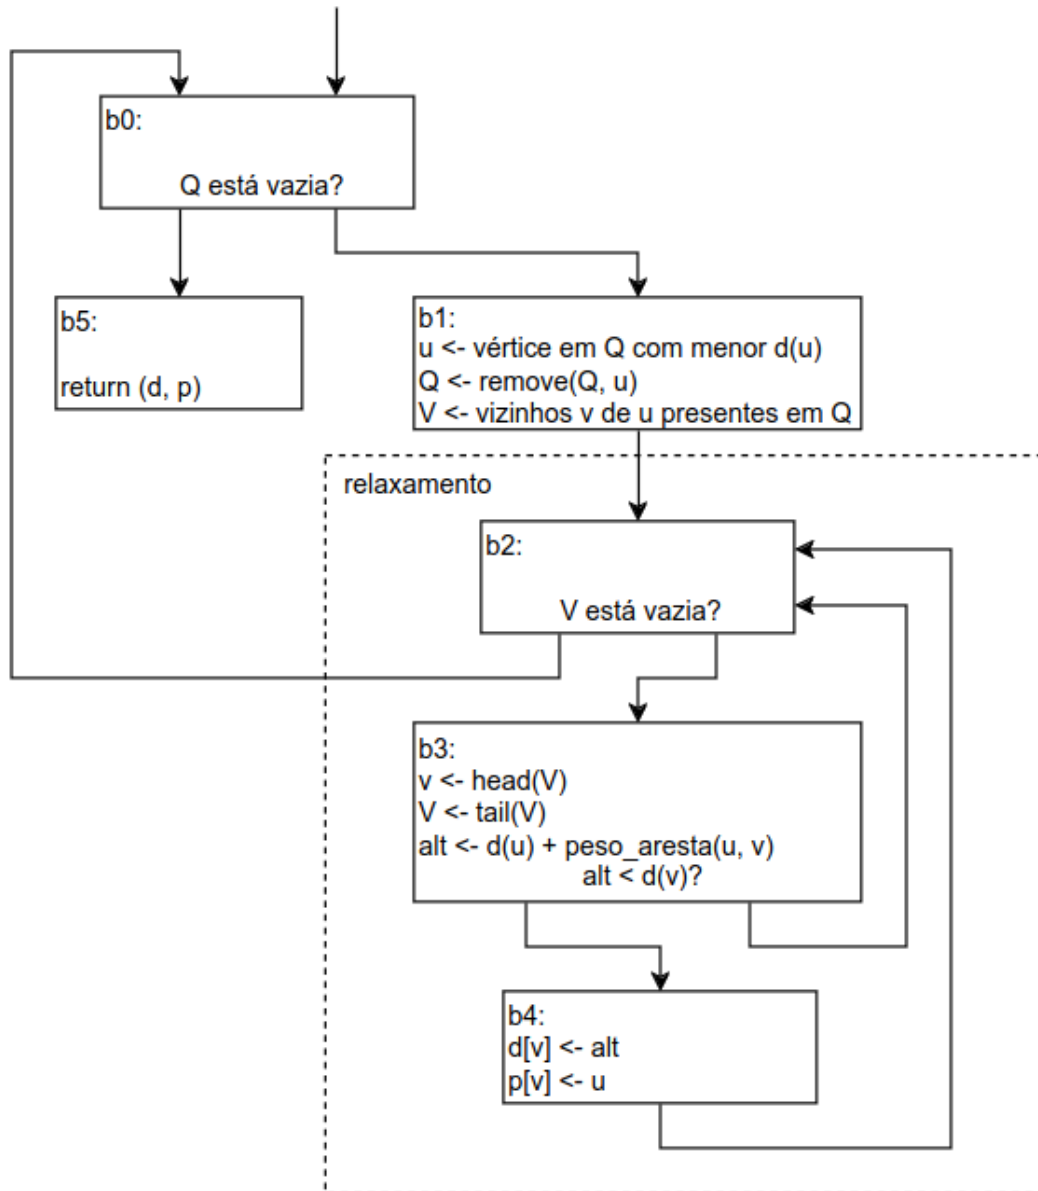 b0:
Q está vazia?
b5:
return (d, p)
b1:
u <- vértice em Q com menor d(u)
Q <- remove(Q, u)
V <- vizinhos v de u presentes em Q
relaxamento
b2:
V está vazia?
b3:
v <- head(V)
V <- tail(V)
alt <- d(u) + peso_aresta(u, v)
alt < d(v)?
b4:
d[v] <- alt
p[v] <- u